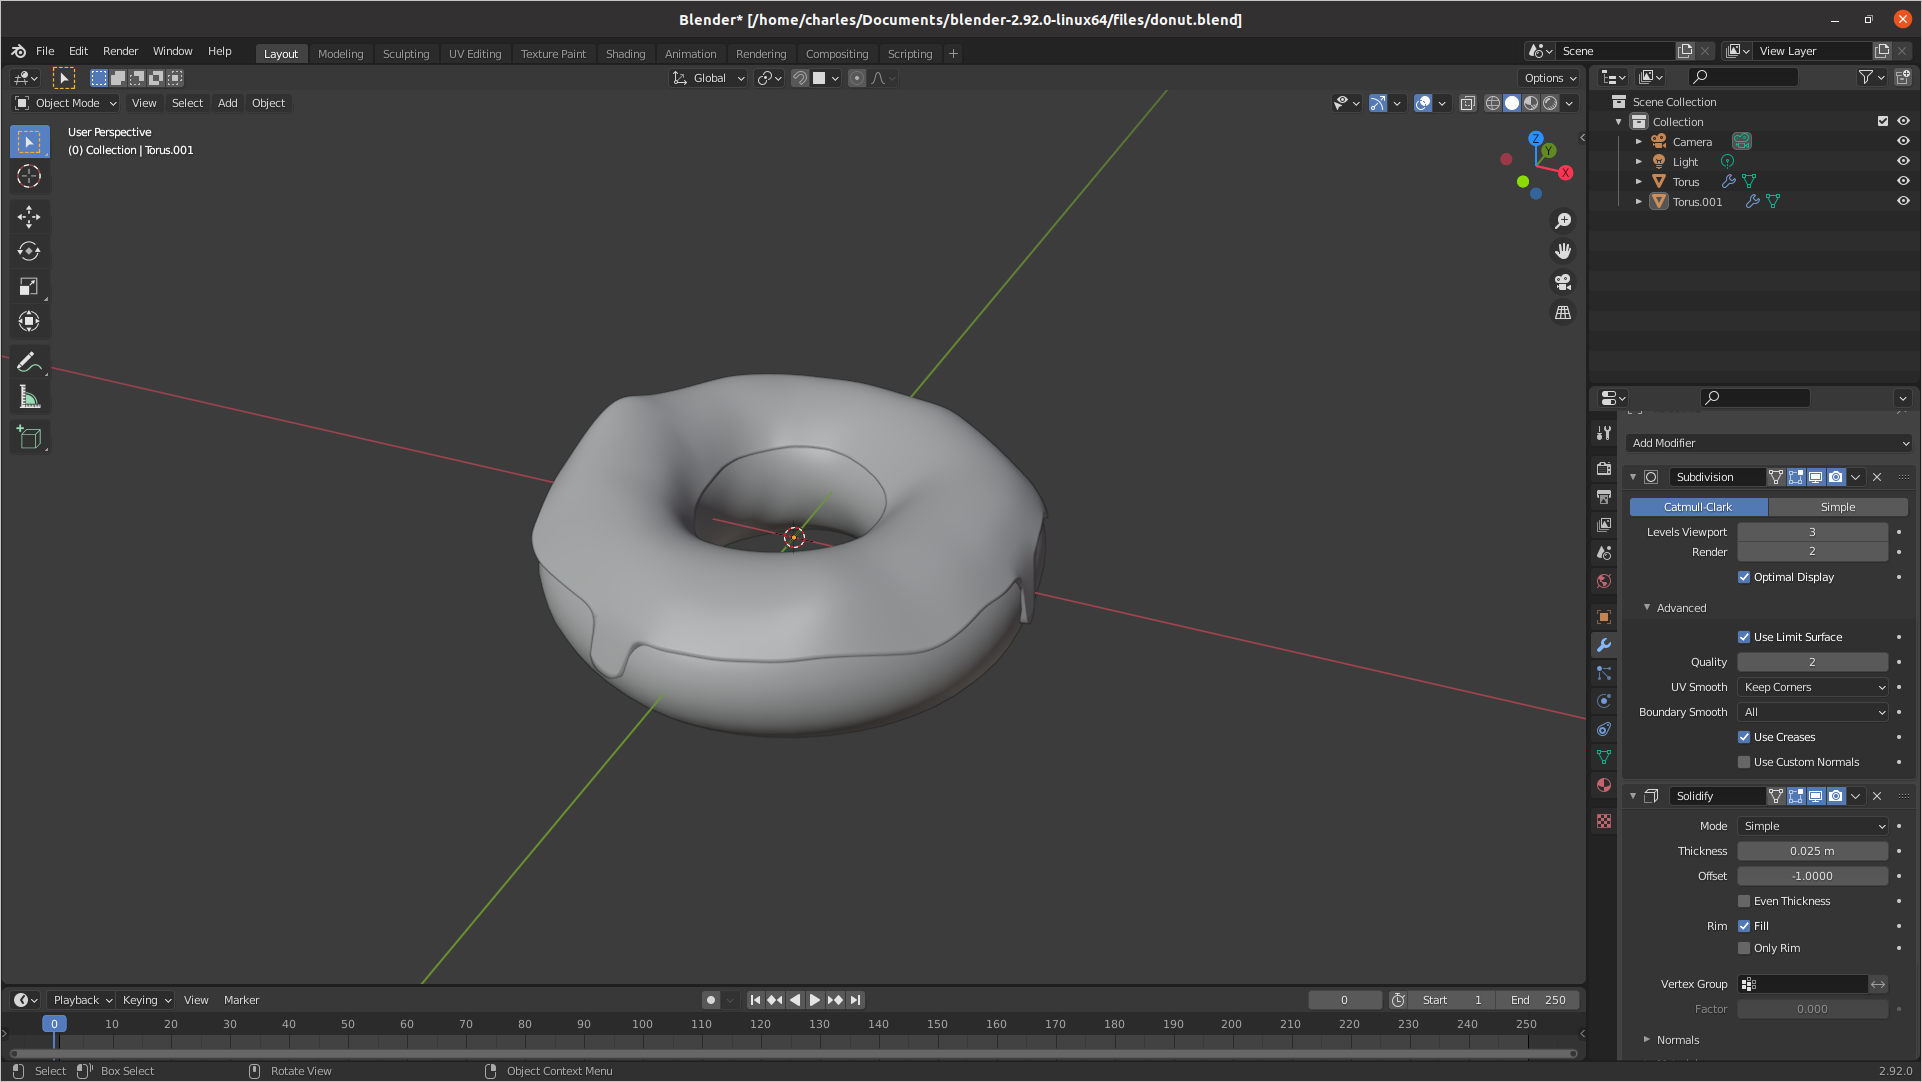 Blender* [/home/charles/Documents/blender-2.92.0-linux64/files/donut.blend]
File Edit Render Window Help Layout Modeling Sculpting UV Editing Texture Paint Shading Animation Rendering Compositing Scripting + Scene View Layer
Global Options
Object Mode View Select Add Object
User Perspective
(0) Collection | Torus.001
Z
Y
X
Scene Collection
Collection
Camera
Light
Torus
Torus.001
Add Modifier
Subdivision
Catmull-Clark Simple
Levels Viewport 3
Render 2
Optimal Display
Advanced
Use Limit Surface
Quality 2
UV Smooth Keep Corners
Boundary Smooth All
Use Creases
Use Custom Normals
Solidify
Mode Simple
Thickness 0.025 m
Offset -1.0000
Even Thickness
Rim Fill
Only Rim
Vertex Group
Factor 0.000
Normals
Playback Keying View Marker 0 Start 1 End 250
0 10 20 30 40 50 60 70 80 90 100 110 120 130 140 150 160 170 180 190 200 210 220 230 240 250
Select Box Select Rotate View Object Context Menu 2.92.0